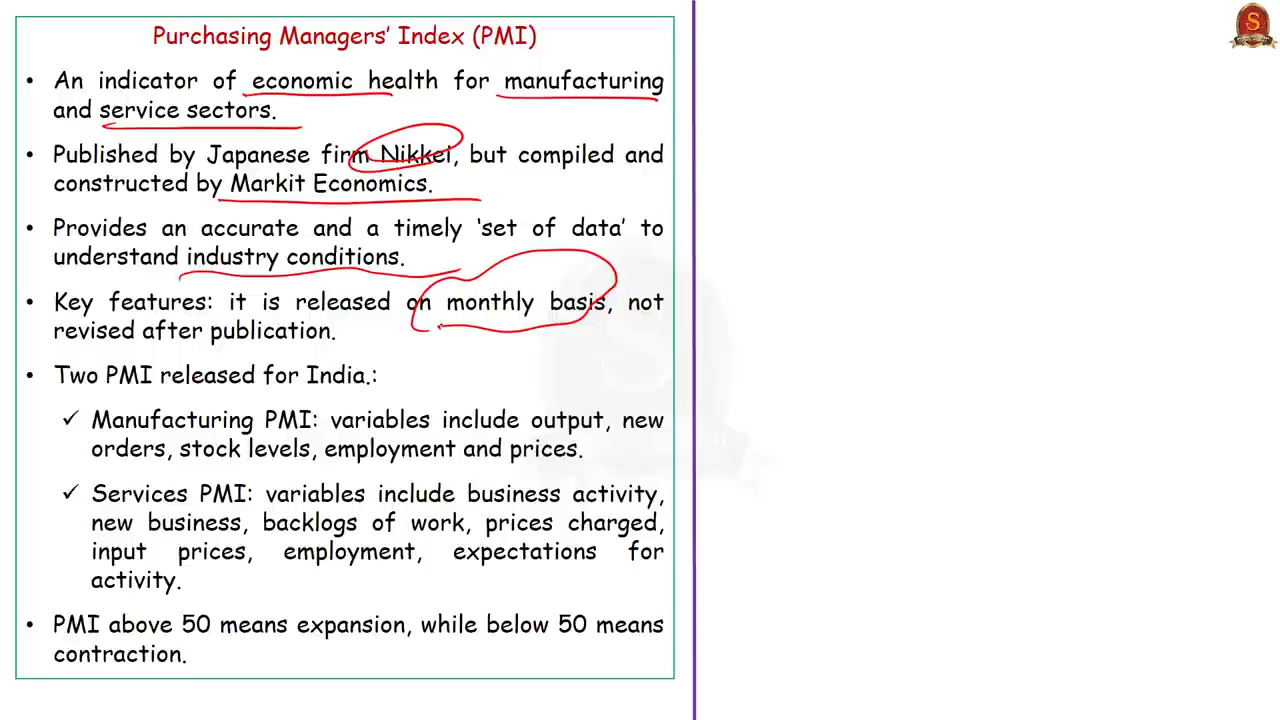 Purchasing Managers' Index (PMI)
• An indicator of economic health for manufacturing
and service sectors.
• Published by Japanese firm Nikkei, but compiled and
constructed by Markit Economics.
• Provides an accurate and a timely 'set of data' to
understand industry conditions.
• Key features: it is released on monthly basis, not
revised after publication.
• Two PMI released for India.:
✓ Manufacturing PMI: variables include output, new
orders, stock levels, employment and prices.
✓ Services PMI: variables include business activity,
new business, backlogs of work, prices charged,
input prices, employment, expectations for
activity.
• PMI above 50 means expansion, while below 50 means
contraction.
S